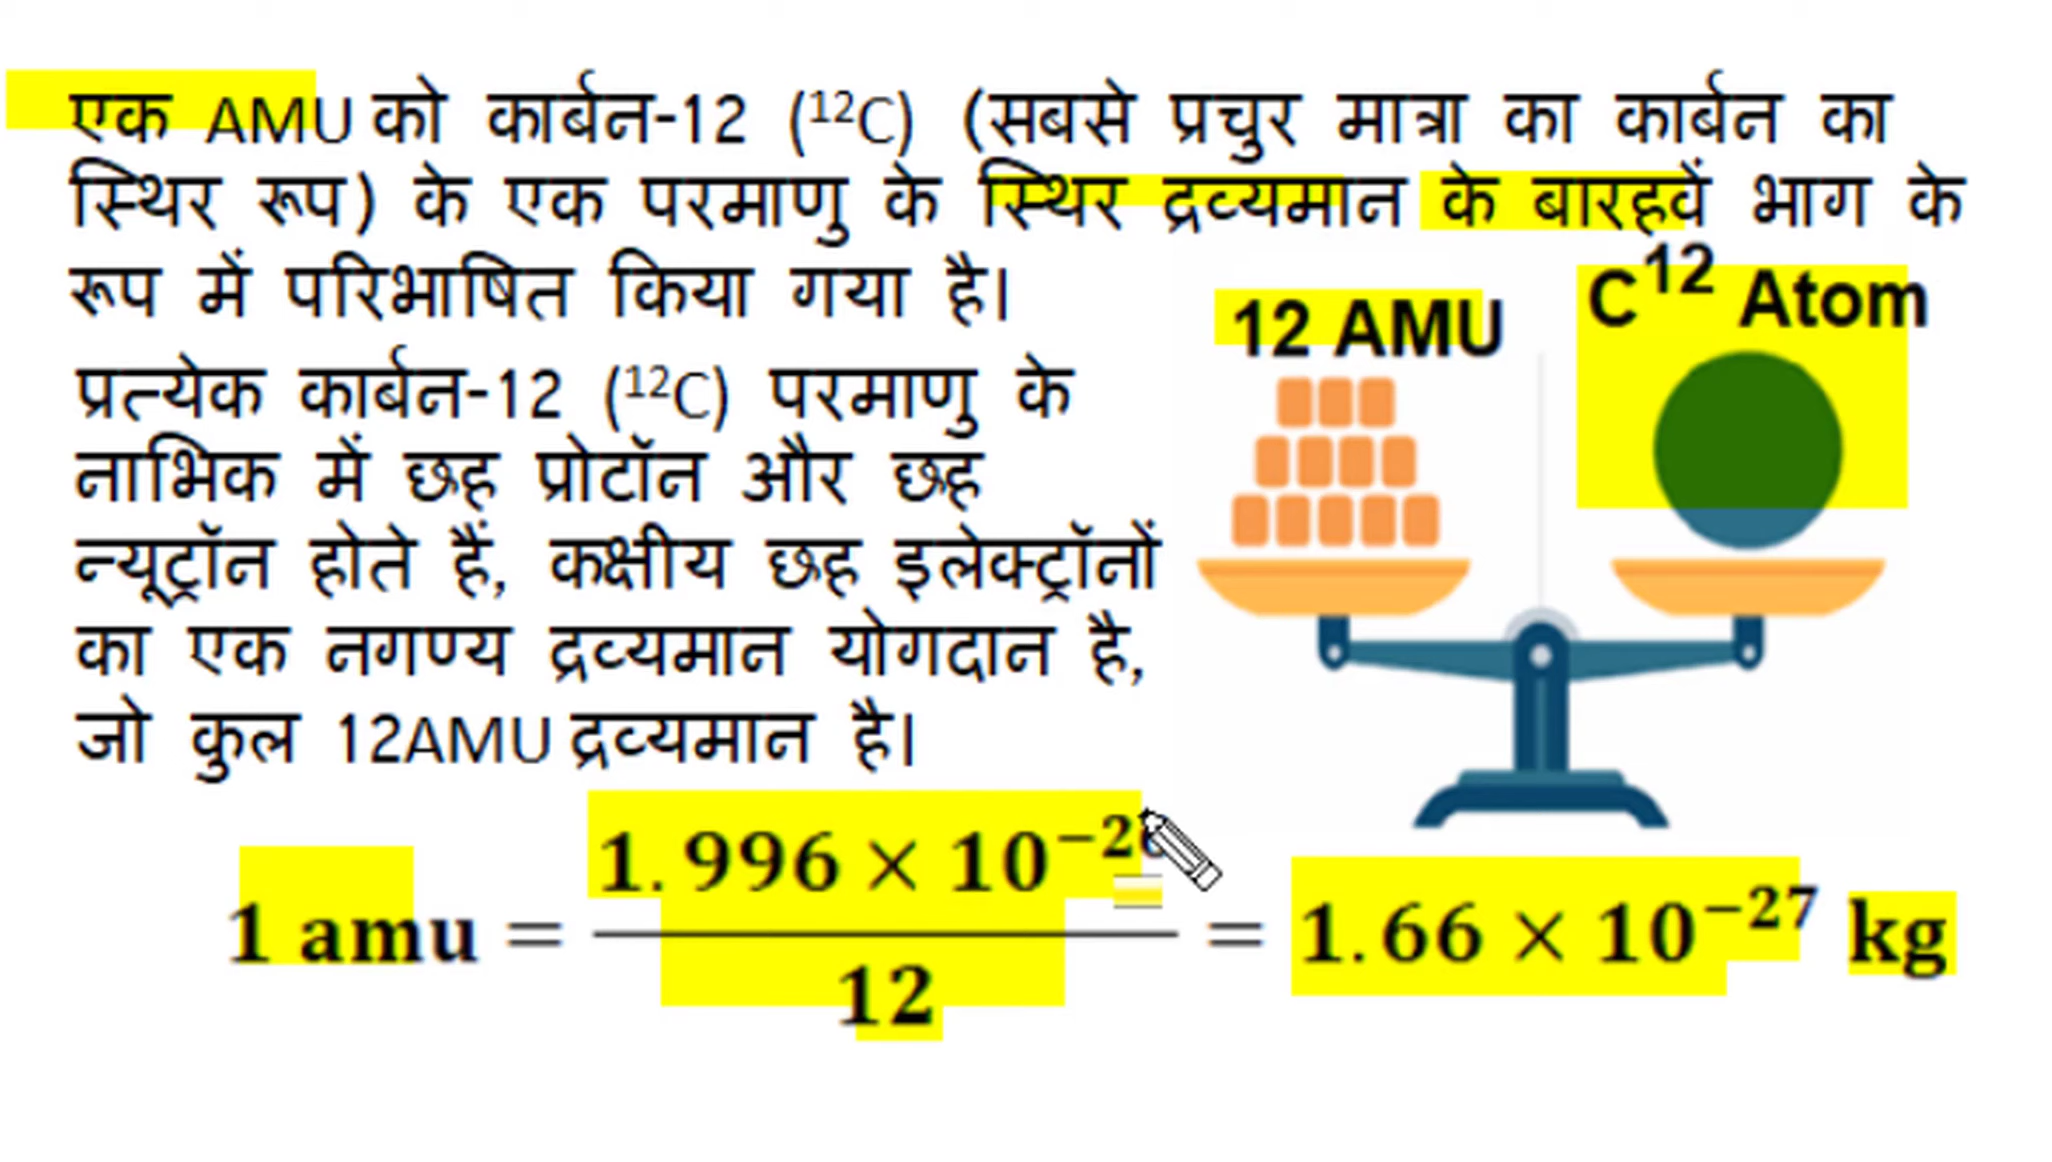 एक AMU को कार्बन-12 (¹²C) (सबसे प्रचुर मात्रा का कार्बन का
स्थिर रूप) के एक परमाणु के स्थिर द्रव्यमान के बारहवें भाग के
रूप में परिभाषित किया गया है।
12 AMU
C¹² Atom
प्रत्येक कार्बन-12 (¹²C) परमाणु के
नाभिक में छह प्रोटॉन और छह
न्यूट्रॉन होते हैं, कक्षीय छह इलेक्ट्रॉनों
का एक नगण्य द्रव्यमान योगदान है,
जो कुल 12AMU द्रव्यमान है।
1 amu = 1.996 × 10⁻²⁶ / 12 = 1.66 × 10⁻²⁷ kg